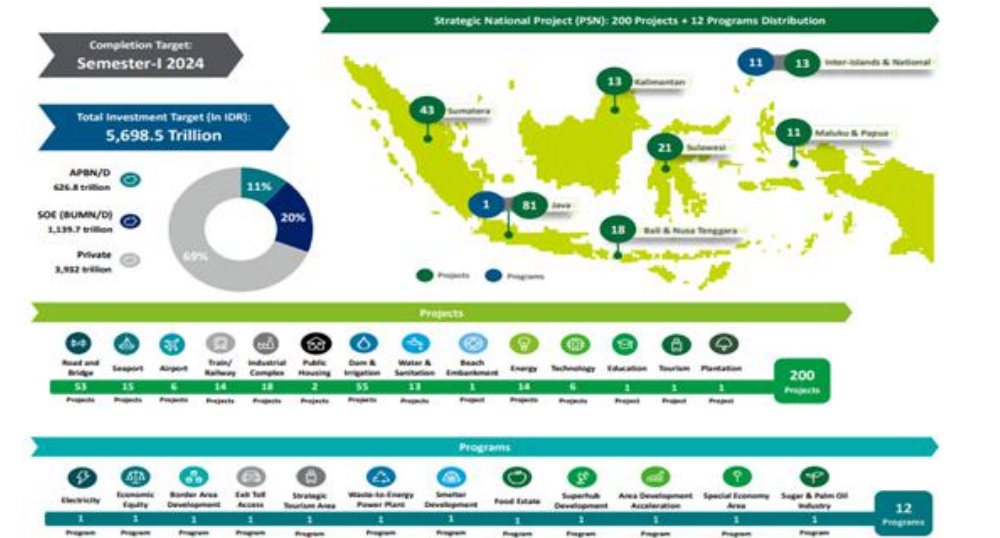 Strategic National Project (PSN): 200 Projects + 12 Programs Distribution
Completion Target:
Semester-I 2024
Total Investment Target (In IDR):
5,698.5 Trillion
APBN/D
626.8 trillion
SOE (BUMN/D)
1,139.7 trillion
Private
3,932 trillion
11%
20%
69%
43 Sumatera
13 Kalimantan
11 13 Inter-islands & National
21 Sulawesi
11 Maluku & Papua
1 81 Java
18 Bali & Nusa Tenggara
Projects Programs
Projects
Road and Bridge
53
Projects
Seaport
15
Projects
Airport
6
Projects
Train/ Railway
14
Projects
Industrial Complex
18
Projects
Public Housing
2
Projects
Dam & Irrigation
55
Projects
Water & Sanitation
13
Projects
Beach Embankment
1
Project
Energy
14
Projects
Technology
6
Projects
Education
1
Project
Tourism
1
Project
Plantation
1
Project
200
Projects
Programs
Electricity
1
Program
Economic Equity
1
Program
Border Area Development
1
Program
Exit Toll Access
1
Program
Strategic Tourism Area
1
Program
Waste-to-Energy Power Plant
1
Program
Smelter Development
1
Program
Food Estate
1
Program
Superhub Development
1
Program
Area Development Acceleration
1
Program
Special Economy Area
1
Program
Sugar & Palm Oil Industry
1
Program
12
Programs